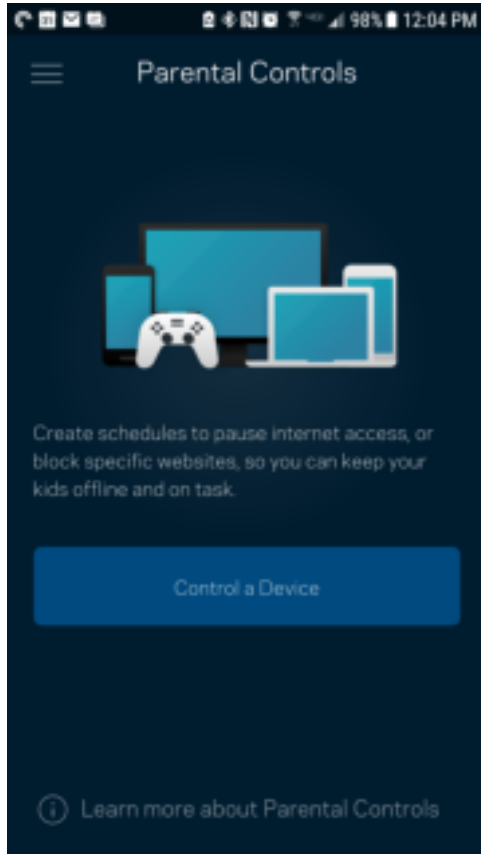 98% 12:04 PM
Parental Controls
Create schedules to pause internet access, or
block specific websites, so you can keep your
kids offline and on task.
Control a Device
Learn more about Parental Controls